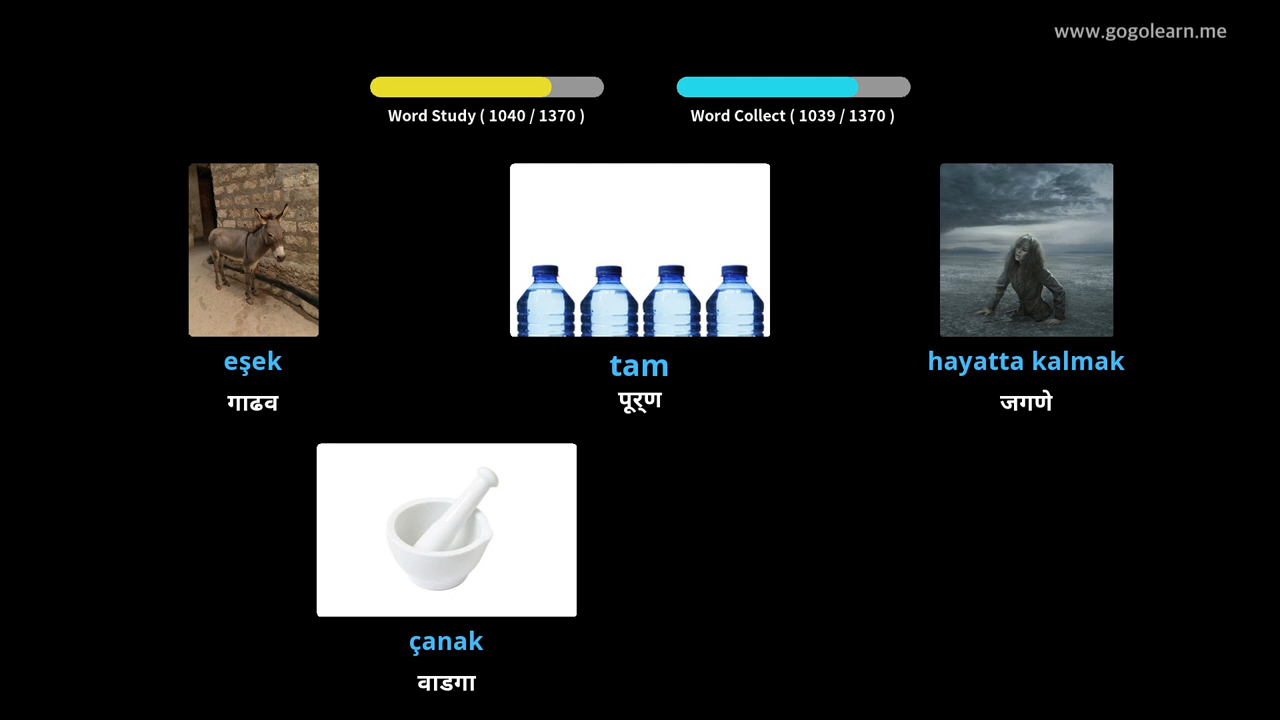 www.gogolearn.me
Word Study ( 1040 / 1370 )
Word Collect ( 1039 / 1370 )
eşek
गाढव
tam
पूर्ण
hayatta kalmak
जगणे
çanak
वाडगा